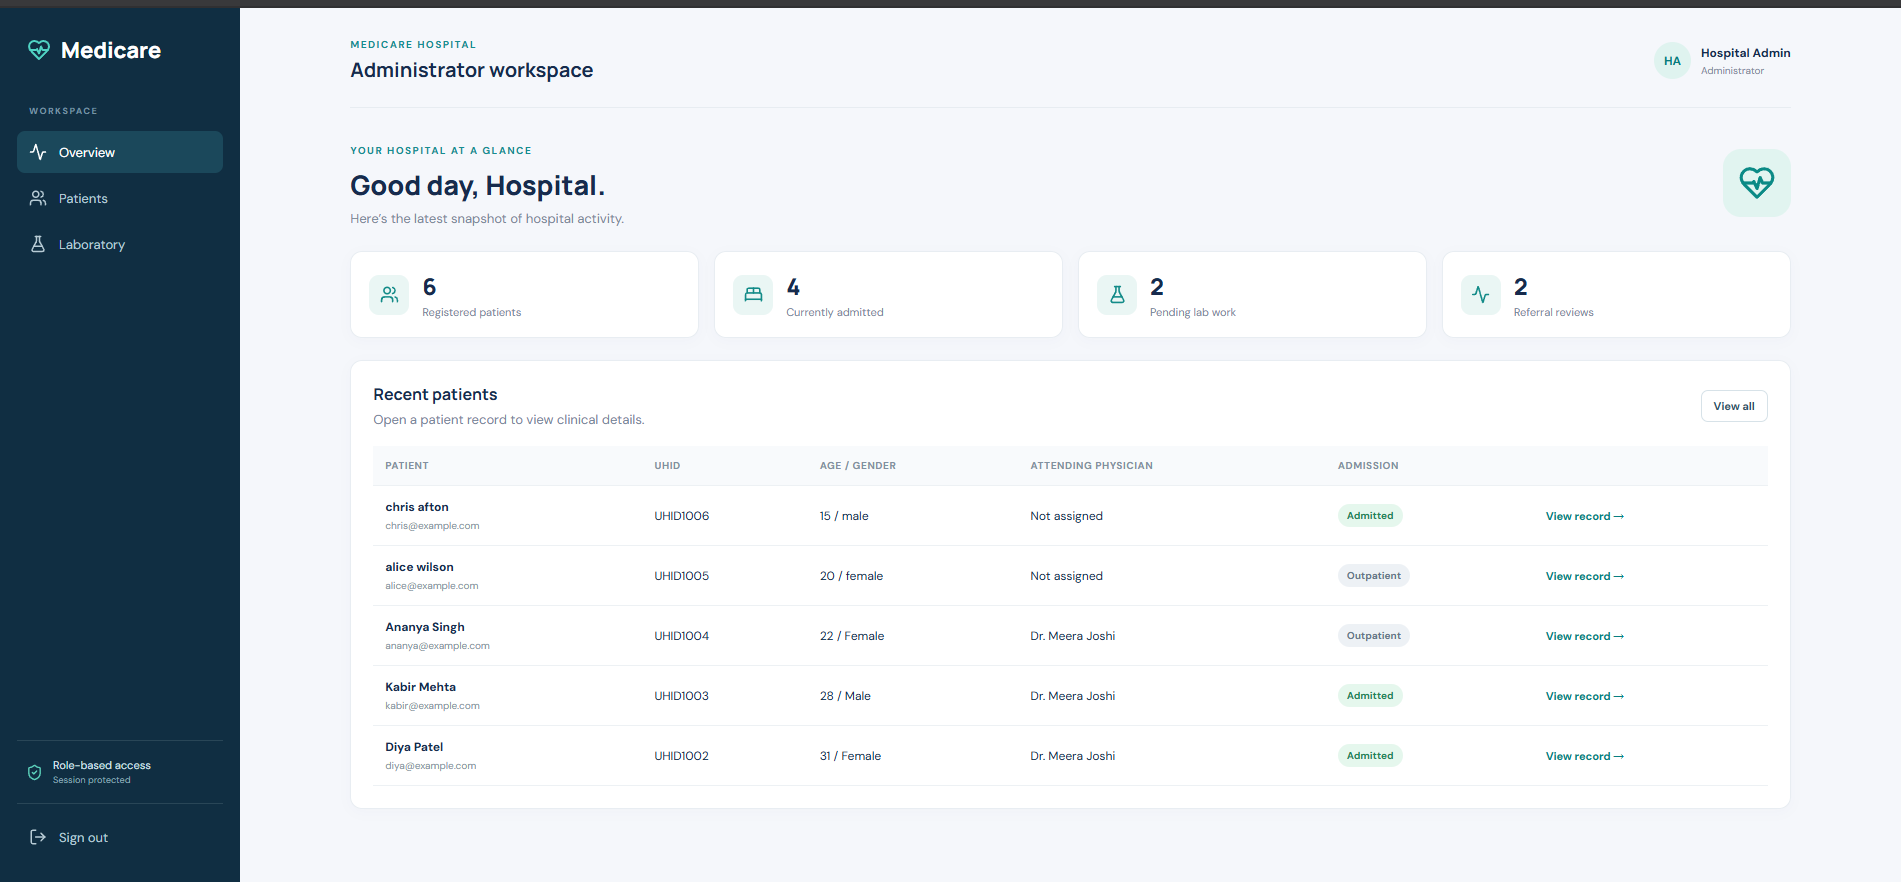 Medicare
WORKSPACE
Overview
Patients
Laboratory
Role-based access
Session protected
Sign out
MEDICARE HOSPITAL
Administrator workspace
HA
Hospital Admin
Administrator
YOUR HOSPITAL AT A GLANCE
Good day, Hospital.
Here's the latest snapshot of hospital activity.
6
Registered patients
4
Currently admitted
2
Pending lab work
2
Referral reviews
Recent patients
Open a patient record to view clinical details.
View all
PATIENT UHID AGE / GENDER ATTENDING PHYSICIAN ADMISSION
chris afton
chris@example.com
UHID1006 15 / male Not assigned Admitted View record →
alice wilson
alice@example.com
UHID1005 20 / female Not assigned Outpatient View record →
Ananya Singh
ananya@example.com
UHID1004 22 / Female Dr. Meera Joshi Outpatient View record →
Kabir Mehta
kabir@example.com
UHID1003 28 / Male Dr. Meera Joshi Admitted View record →
Diya Patel
diya@example.com
UHID1002 31 / Female Dr. Meera Joshi Admitted View record →